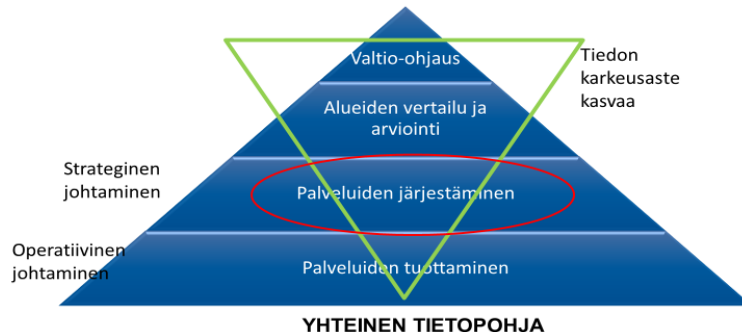 Valtio-ohjaus
Tiedon
karkeusaste
kasvaa
Alueiden vertailu ja
arviointi
Strateginen
johtaminen
Palveluiden järjestäminen
Operatiivinen
johtaminen
Palveluiden tuottaminen
YHTEINEN TIETOPOHJA